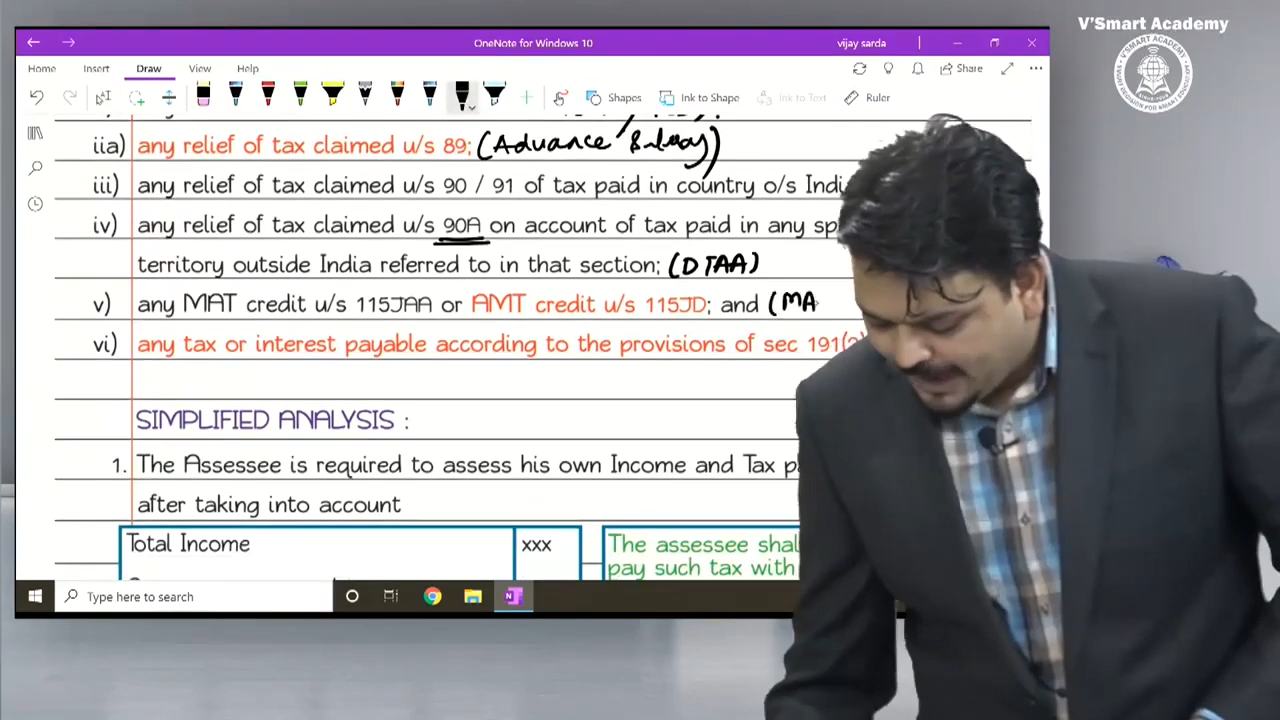 V'Smart Academy
OneNote for Windows 10
vijay sarda
Home Insert Draw View Help
Share
Shapes Ink to Shape Ink to Text Ruler
iia) any relief of tax claimed u/s 89; (Advance Salary)
iii) any relief of tax claimed u/s 90 / 91 of tax paid in country o/s Indi
iv) any relief of tax claimed u/s 90A on account of tax paid in any sp
territory outside India referred to in that section; (DTAA)
v) any MAT credit u/s 115JAA or AMT credit u/s 115JD; and (MA
vi) any tax or interest payable according to the provisions of sec 191(2)
SIMPLIFIED ANALYSIS :
1. The Assessee is required to assess his own Income and Tax p
after taking into account
Total Income xxx
The assessee shal
pay such tax with
Type here to search